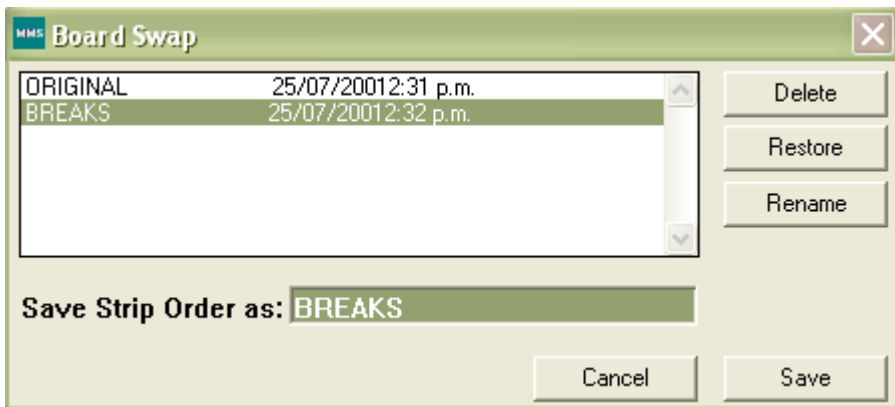 MMS Board Swap
ORIGINAL 25/07/20012:31 p.m.
BREAKS 25/07/20012:32 p.m.
Delete
Restore
Rename
Save Strip Order as: BREAKS
Cancel Save